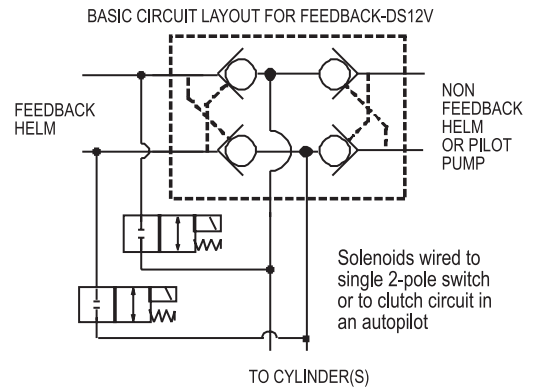 BASIC CIRCUIT LAYOUT FOR FEEDBACK-DS12V
FEEDBACK
HELM
NON
FEEDBACK
HELM
OR PILOT
PUMP
Solenoids wired to
single 2-pole switch
or to clutch circuit in
an autopilot
TO CYLINDER(S)